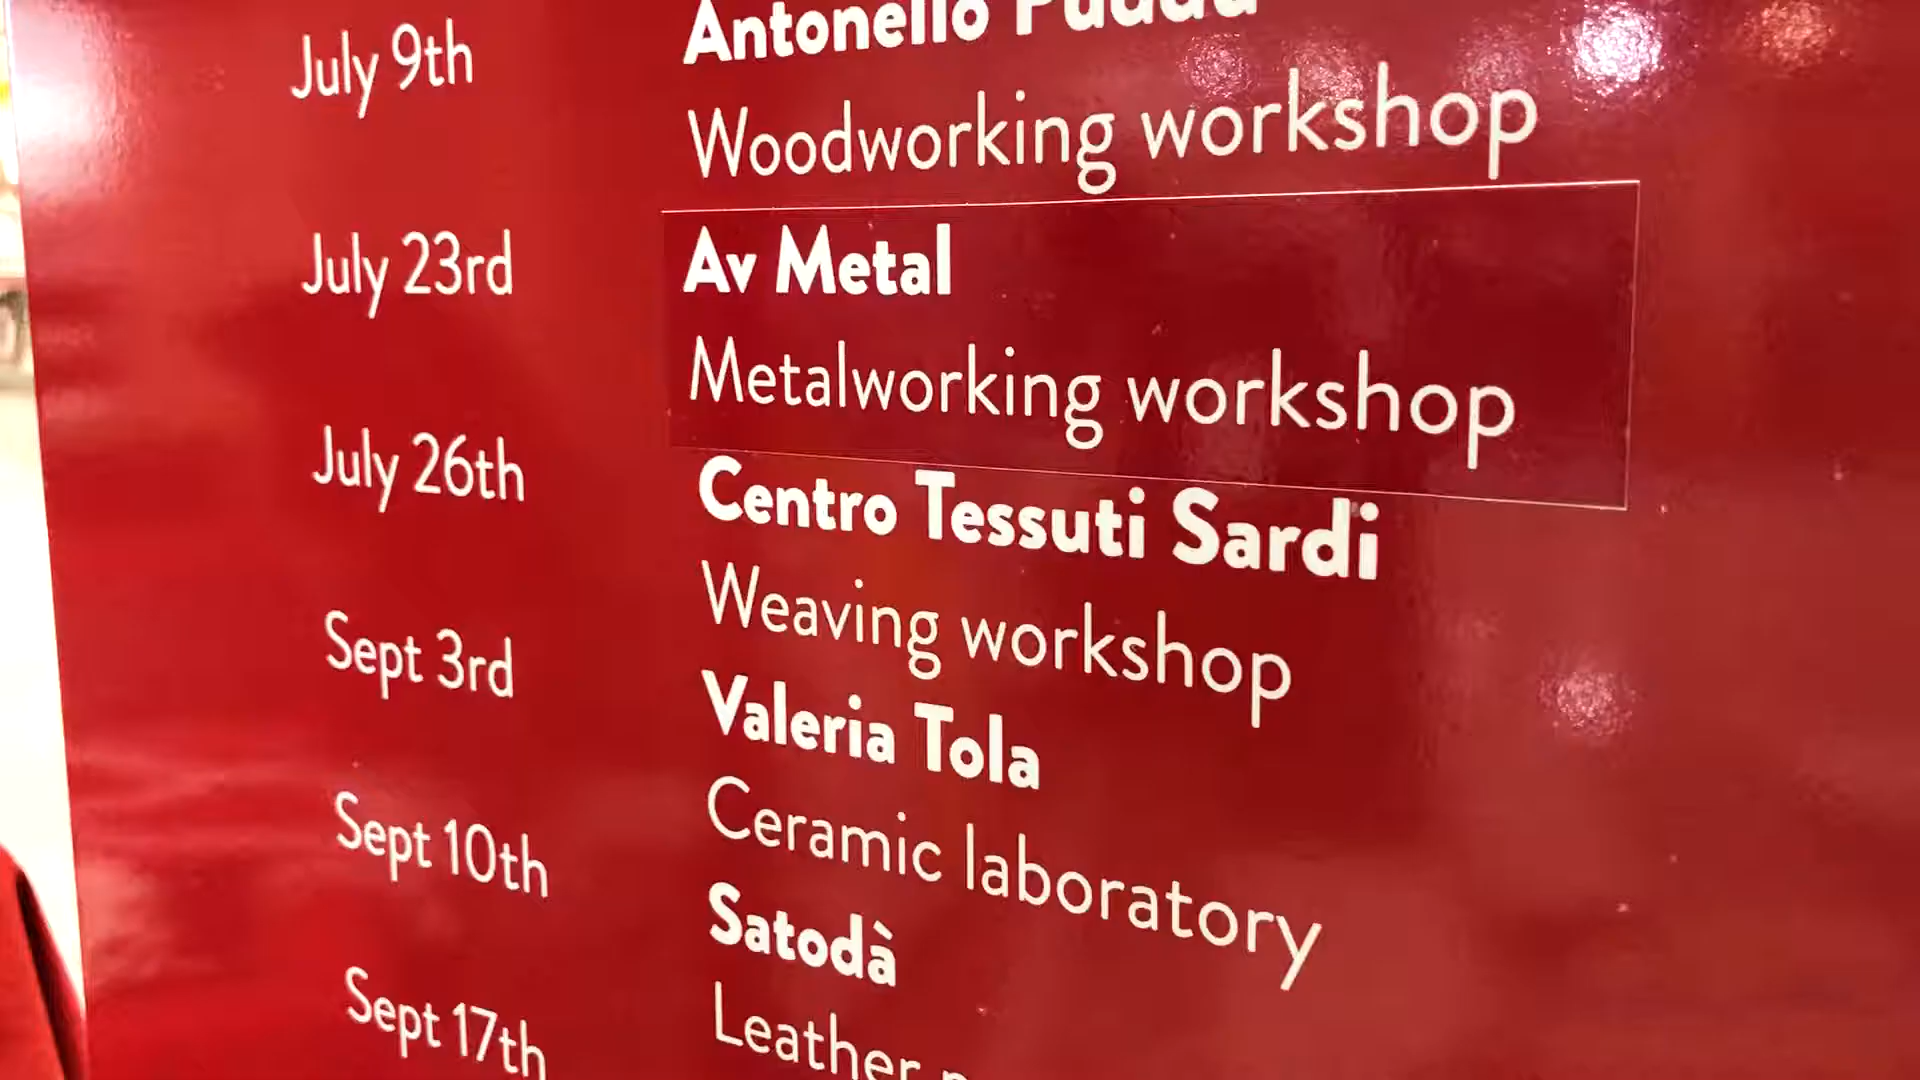 July 9th
Antonello
Woodworking workshop
July 23rd
Av Metal
Metalworking workshop
July 26th
Centro Tessuti Sardi
Weaving workshop
Sept 3rd
Valeria Tola
Ceramic laboratory
Sept 10th
Satodà
Leather
Sept 17th